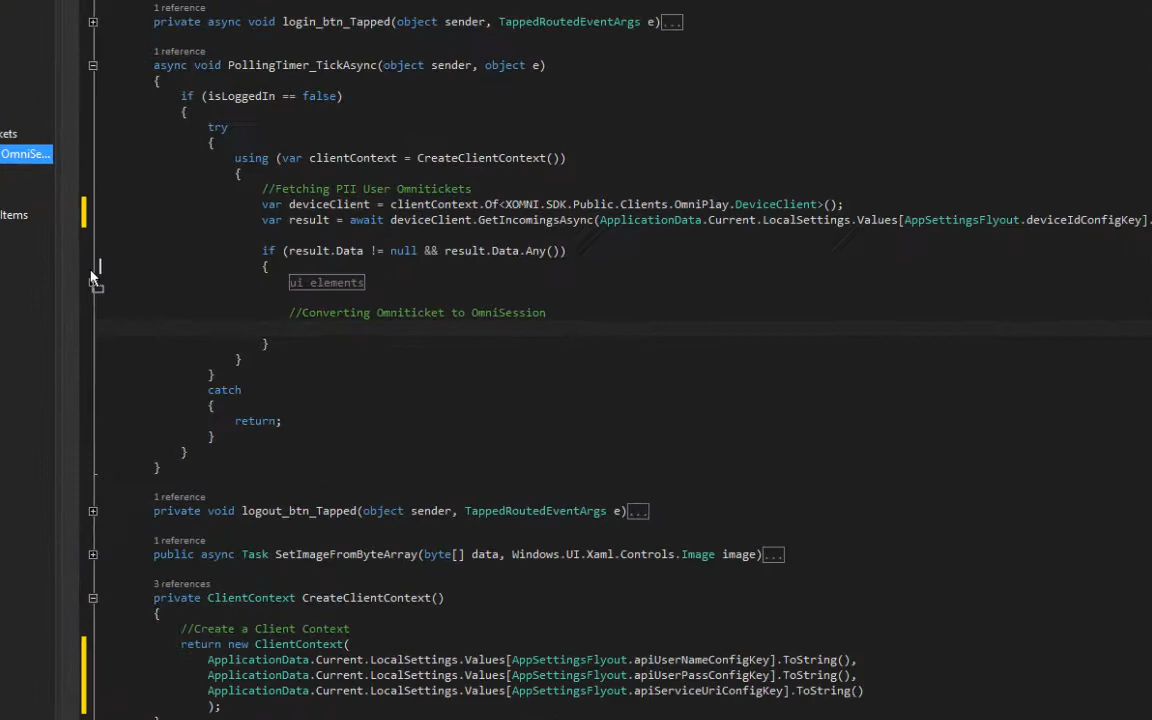 1 reference
private async void login_btn_Tapped(object sender, TappedRoutedEventArgs e)...
1 reference
async void PollingTimer_TickAsync(object sender, object e)
{
if (isLoggedIn == false)
{
kets
try
{
OmniSe...
using (var clientContext = CreateClientContext())
{
//Fetching PII User Omnitickets
var deviceClient = clientContext.Of<XOMNI.SDK.Public.Clients.OmniPlay.DeviceClient>();
Items
var result = await deviceClient.GetIncomingsAsync(ApplicationData.Current.LocalSettings.Values[AppSettingsFlyout.deviceIdConfigKey].
if (result.Data != null && result.Data.Any())
{
ui elements
//Converting Omniticket to OmniSession
}
}
}
catch
{
return;
}
}
}
1 reference
private void logout_btn_Tapped(object sender, TappedRoutedEventArgs e)...
1 reference
public async Task SetImageFromByteArray(byte[] data, Windows.UI.Xaml.Controls.Image image)...
3 references
private ClientContext CreateClientContext()
{
//Create a Client Context
return new ClientContext(
ApplicationData.Current.LocalSettings.Values[AppSettingsFlyout.apiUserNameConfigKey].ToString(),
ApplicationData.Current.LocalSettings.Values[AppSettingsFlyout.apiUserPassConfigKey].ToString(),
ApplicationData.Current.LocalSettings.Values[AppSettingsFlyout.apiServiceUriConfigKey].ToString()
);